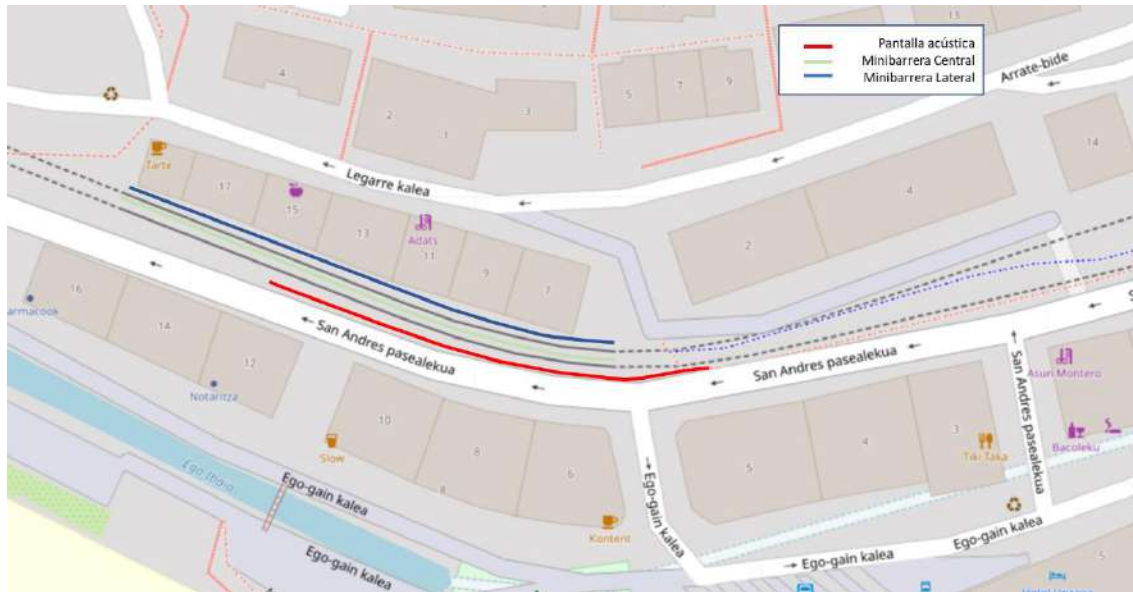 Pantalla acústica
Minibarrera Central
Minibarrera Lateral
Arrate-bide
13
14
4
5
7
9
3
2
1
4
2
Legarre kalea
Tarte
17
15
13
Adats
11
9
7
16
armacook
14
12
Notaritza
San Andres pasealekua
San Andres pasealekua
San Andres pasealekua
Asuri Montero
Bacoleku
10
8
8
6
Slow
Kontent
5
4
3
Tiki Taka
Ego Ibaia
Ego-gain kalea
Ego-gain kalea
Ego-gain kalea
Ego-gain kalea
Ego-gain kalea
5